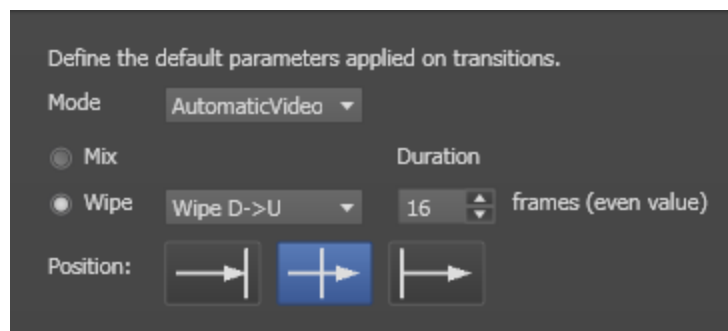 Define the default parameters applied on transitions.
Mode AutomaticVideo
Mix Duration
Wipe Wipe D->U 16 frames (even value)
Position: